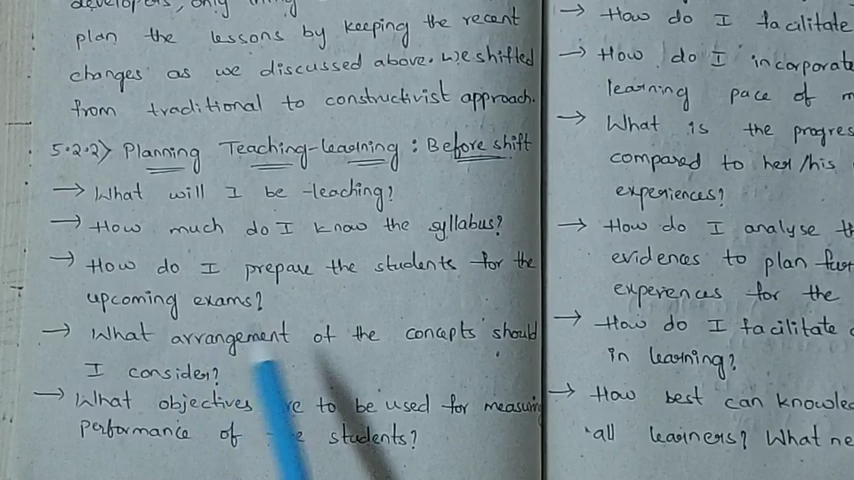 developers, only thing
plan the lessons by keeping the recent
changes as we discussed above. We shifted
from traditional to constructivist approach.
5.2.2) Planning Teaching-learning : Before shift
→ What will I be teaching?
→ How much do I know the syllabus?
→ How do I prepare the students for the
upcoming exams?
→ What arrangement of the concepts should
I consider?
→ What objectives to be used for measuring
performance of students?
→ How do I facilitate
→ How do I incorporate
learning pace of
→ What is the progres
compared to her/his
experiences?
→ How do I analyse th
evidences to plan
experiences for the
→ How do I facilitate
in learning?
→ How best can knowled
all learners? What ne